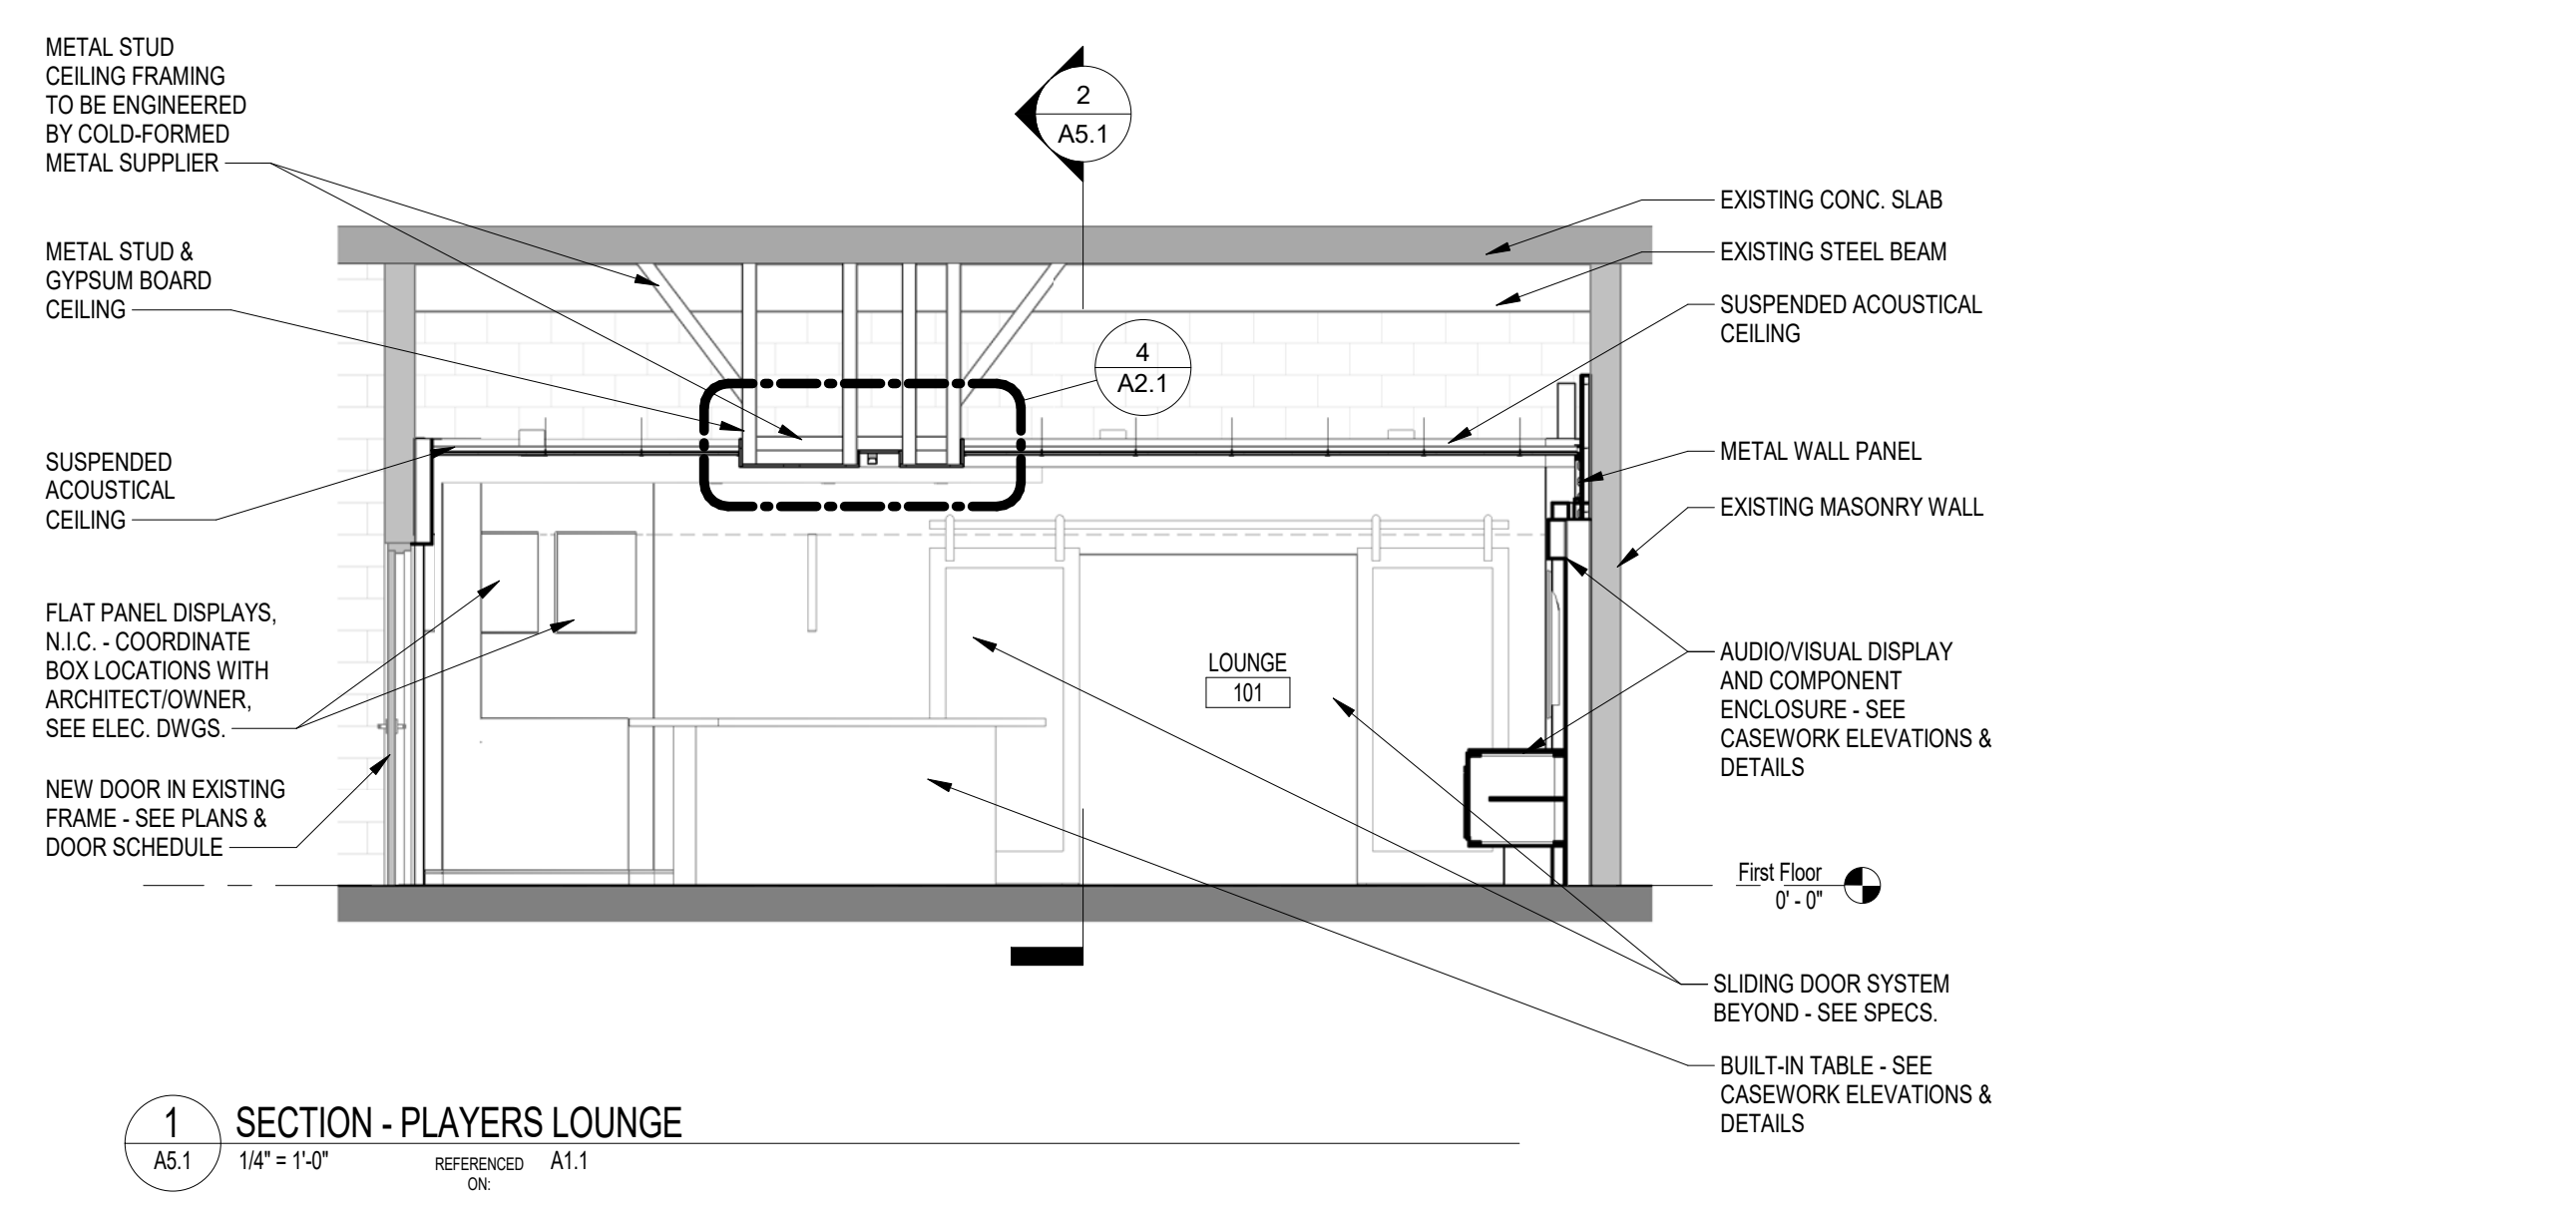 METAL STUD
CEILING FRAMING
TO BE ENGINEERED
BY COLD-FORMED
METAL SUPPLIER
METAL STUD &
GYPSUM BOARD
CEILING
SUSPENDED
ACOUSTICAL
CEILING
FLAT PANEL DISPLAYS,
N.I.C. - COORDINATE
BOX LOCATIONS WITH
ARCHITECT/OWNER,
SEE ELEC. DWGS.
NEW DOOR IN EXISTING
FRAME - SEE PLANS &
DOOR SCHEDULE
2
A5.1
4
A2.1
LOUNGE
101
EXISTING CONC. SLAB
EXISTING STEEL BEAM
SUSPENDED ACOUSTICAL
CEILING
METAL WALL PANEL
EXISTING MASONRY WALL
AUDIO/VISUAL DISPLAY
AND COMPONENT
ENCLOSURE - SEE
CASEWORK ELEVATIONS &
DETAILS
First Floor
0' - 0"
SLIDING DOOR SYSTEM
BEYOND - SEE SPECS.
BUILT-IN TABLE - SEE
CASEWORK ELEVATIONS &
DETAILS
1
A5.1
SECTION - PLAYERS LOUNGE
1/4" = 1'-0"
REFERENCED
ON:
A1.1